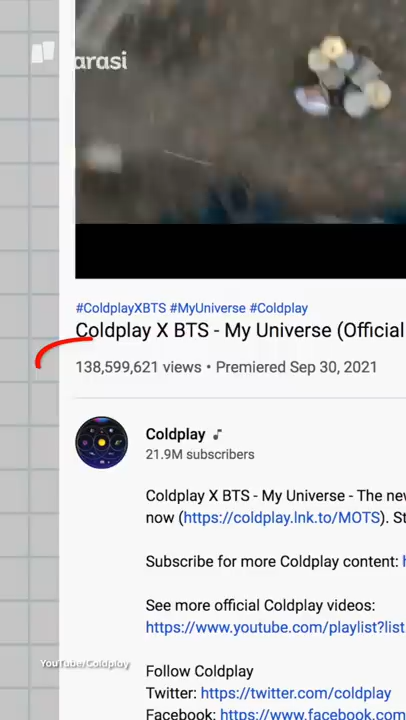 arasi
#ColdplayXBTS #MyUniverse #Coldplay
Coldplay X BTS - My Universe (Official
138,599,621 views • Premiered Sep 30, 2021
Coldplay
21.9M subscribers
Coldplay X BTS - My Universe - The new
now (https://coldplay.lnk.to/MOTS). St
Subscribe for more Coldplay content: h
See more official Coldplay videos:
https://www.youtube.com/playlist?list
YouTube/Coldplay
Follow Coldplay
Twitter: https://twitter.com/coldplay
Facebook: https://www.facebook.com